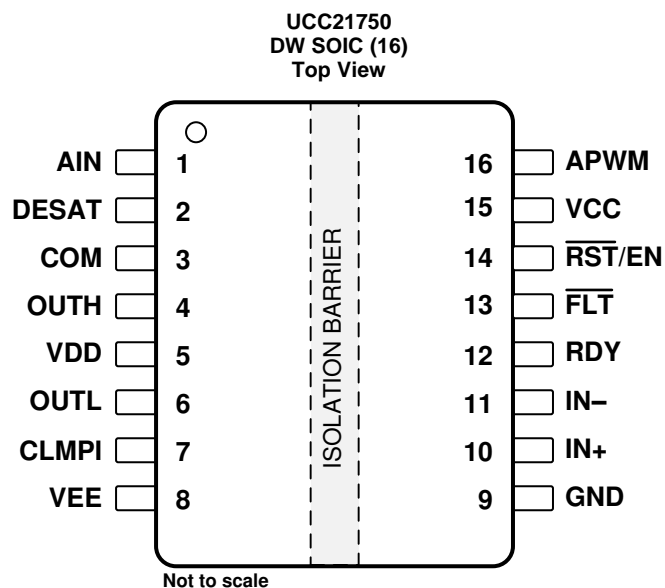 UCC21750
DW SOIC (16)
Top View
AIN 1 16 APWM
DESAT 2 15 VCC
COM 3 14 R̅S̅T̅/EN
OUTH 4 13 F̅L̅T̅
VDD 5 12 RDY
OUTL 6 11 IN–
CLMPI 7 10 IN+
VEE 8 9 GND
ISOLATION BARRIER
Not to scale